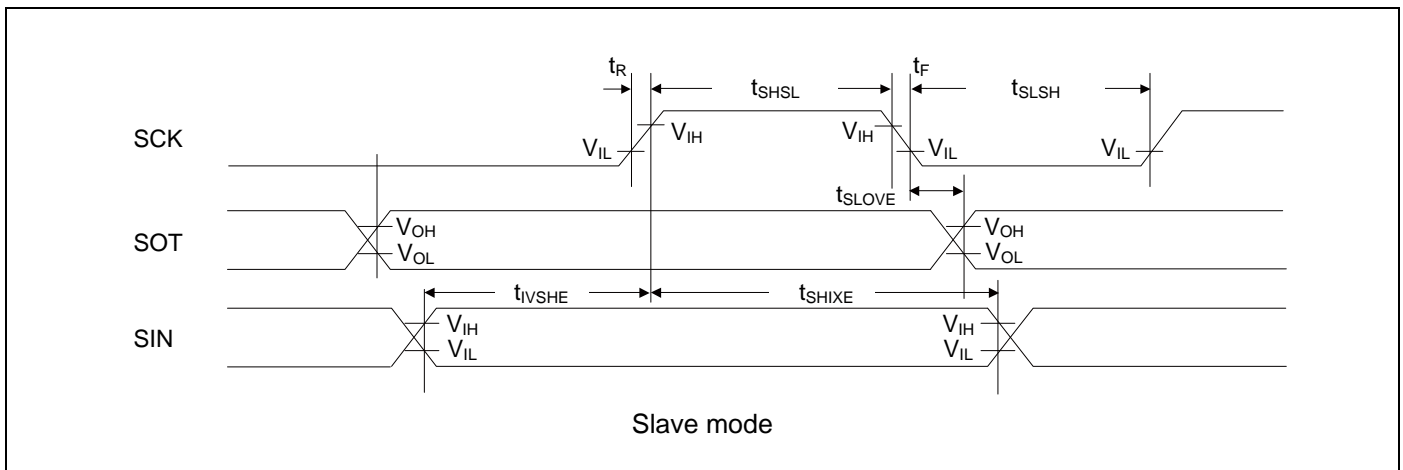 tR tSHSL tF tSLSH
SCK
VIH VIH
VIL VIL VIL
tSLOVE
SOT
VOH VOH
VOL VOL
tIVSHE tSHIXE
SIN
VIH VIH
VIL VIL
Slave mode